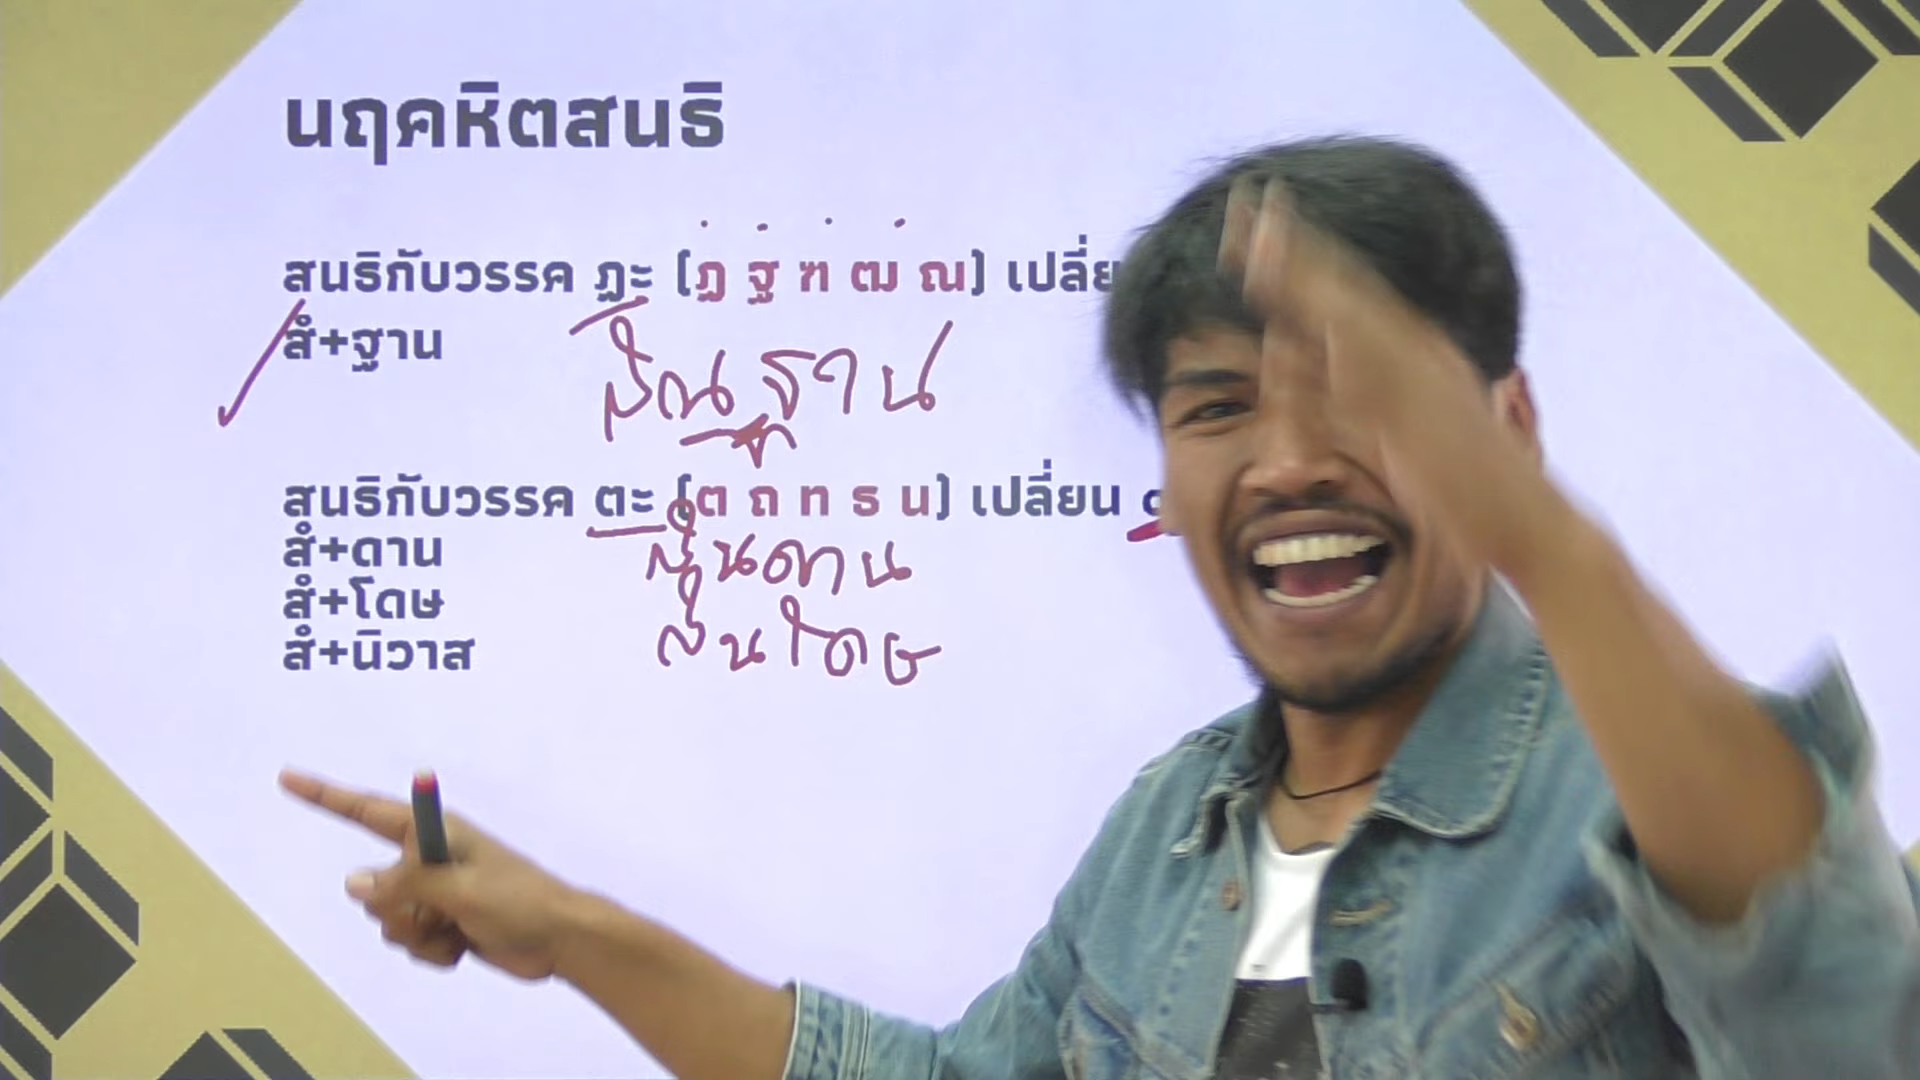 นฤคหิตสนธิ
สนธิกับวรรค ฏะ (ฏ ฐ ฑ ฒ ณ) เปลี่ย
สํ+ฐาน สัณฐาน
สนธิกับวรรค ตะ (ต ถ ท ธ น) เปลี่ยน
สํ+ดาน สันดาน
สํ+โดษ สันโดษ
สํ+นิวาส